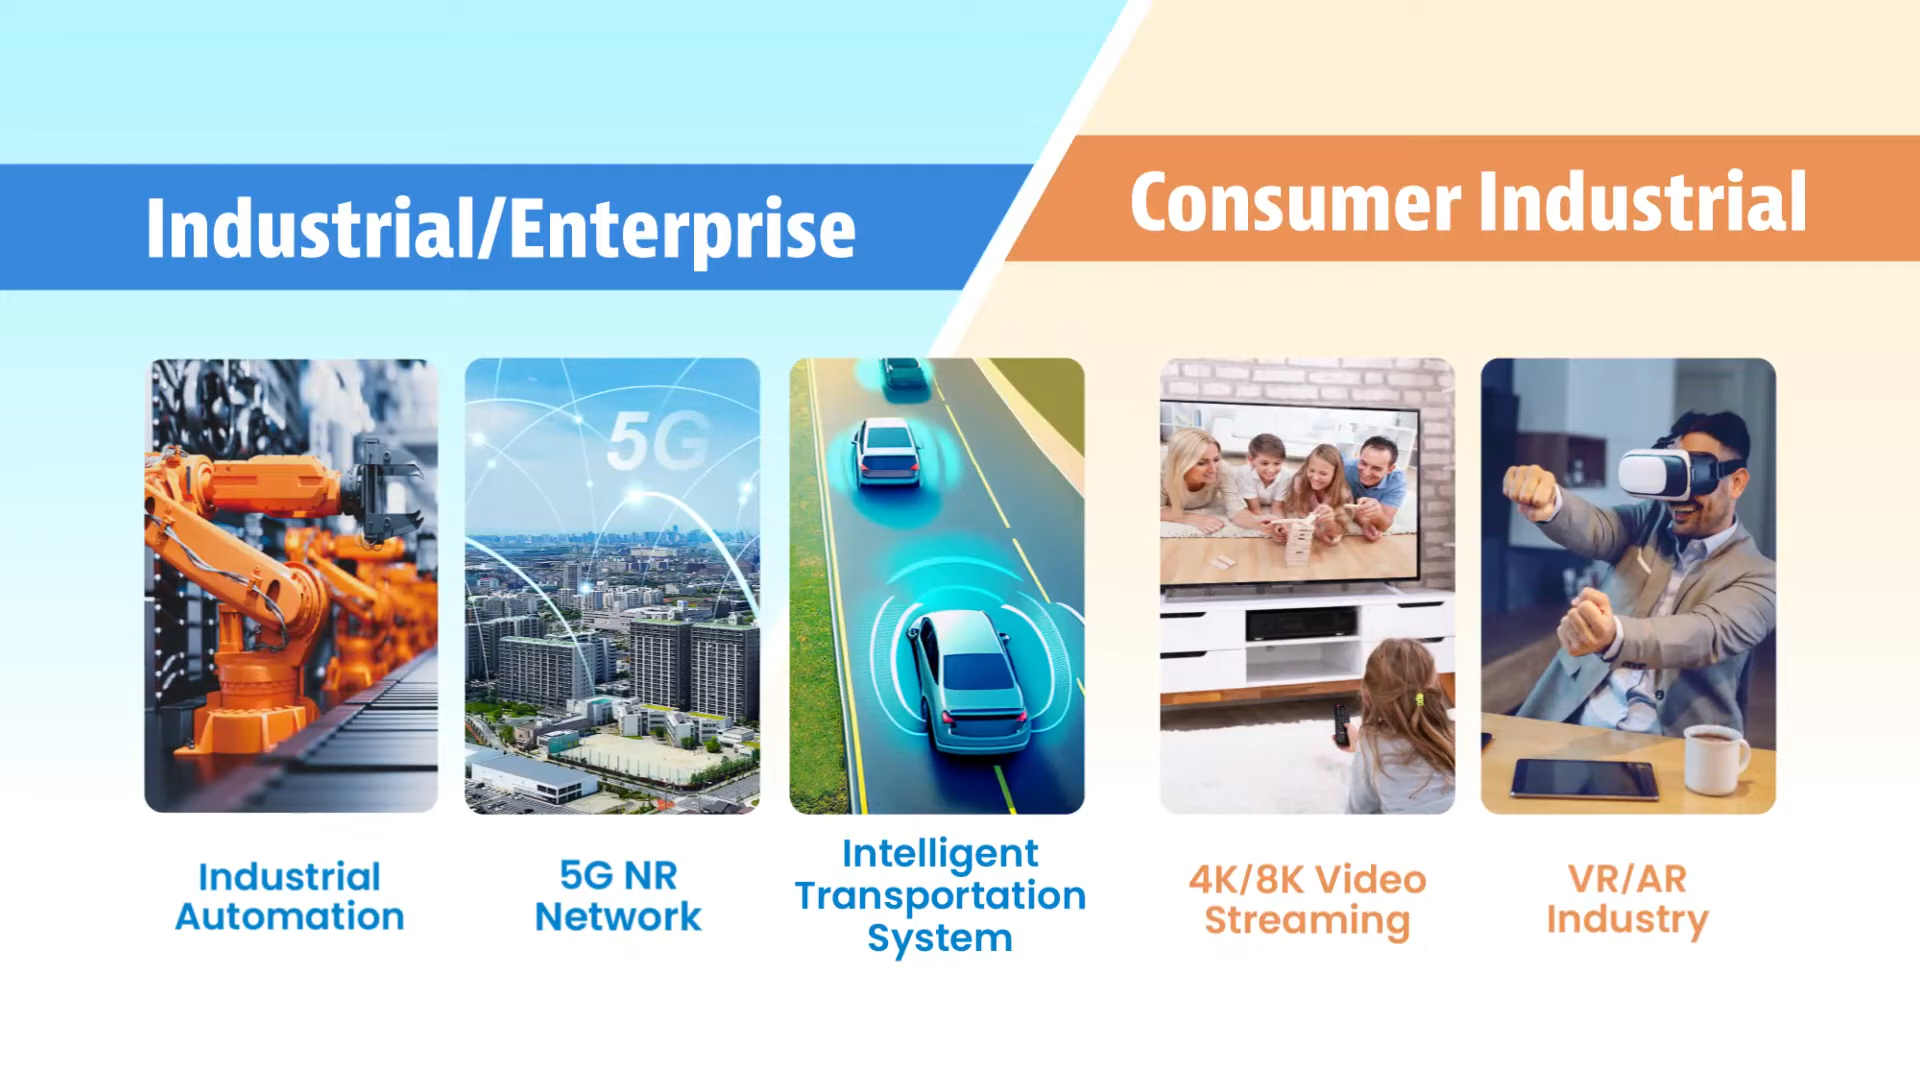 Industrial/Enterprise
Consumer Industrial
5G
Industrial
Automation
5G NR
Network
Intelligent
Transportation
System
4K/8K Video
Streaming
VR/AR
Industry